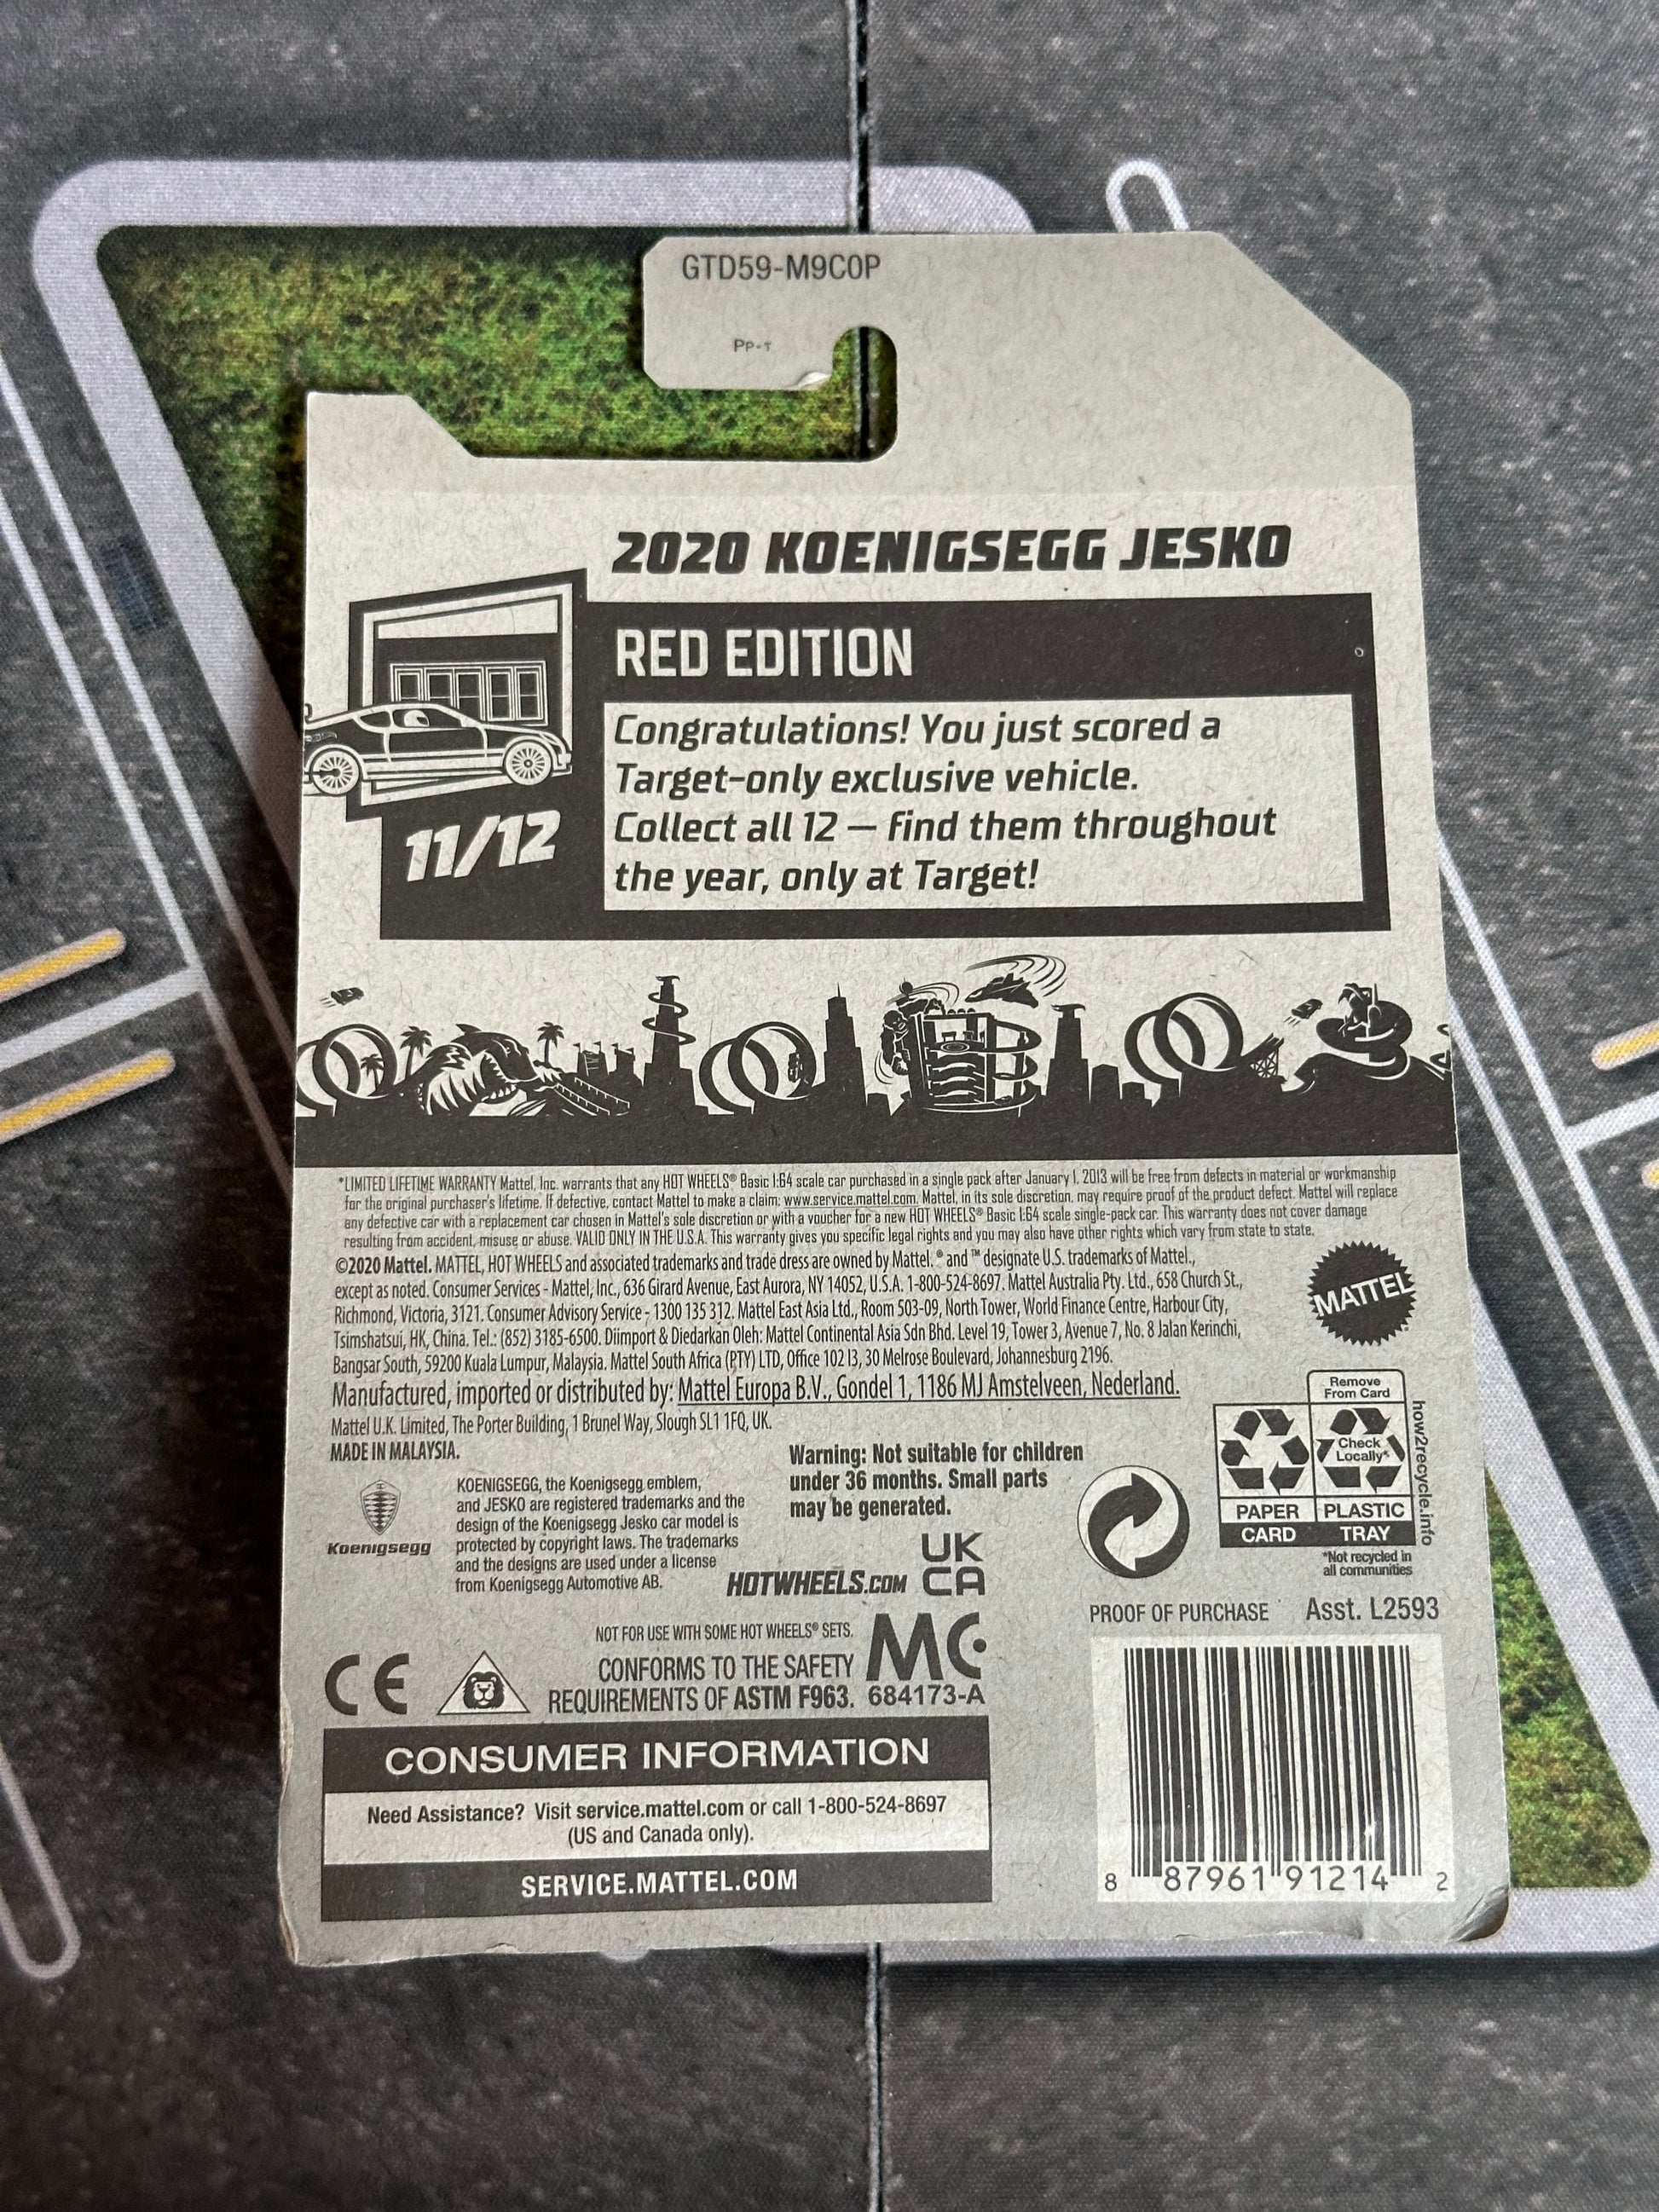 GTD59-M9C0P
PP-T
2020 KOENIGSEGG JESKO
RED EDITION
Congratulations! You just scored a
Target-only exclusive vehicle.
Collect all 12 – find them throughout
the year, only at Target!
11/12
*LIMITED LIFETIME WARRANTY Mattel, Inc. warrants that any HOT WHEELS® Basic 1:64 scale car purchased in a single pack after January 1, 2013 will be free from defects in material or workmanship
for the original purchaser's lifetime. If defective, contact Mattel to make a claim: www.service.mattel.com. Mattel, in its sole discretion, may require proof of the product defect. Mattel will replace
any defective car with a replacement car chosen in Mattel's sole discretion or with a voucher for a new HOT WHEELS® Basic 1:64 scale single-pack car. This warranty does not cover damage
resulting from accident, misuse or abuse. VALID ONLY IN THE U.S.A. This warranty gives you specific legal rights and you may also have other rights which vary from state to state.
©2020 Mattel. MATTEL, HOT WHEELS and associated trademarks and trade dress are owned by Mattel. ® and ™ designate U.S. trademarks of Mattel.,
except as noted. Consumer Services - Mattel, Inc., 636 Girard Avenue, East Aurora, NY 14052, U.S.A. 1-800-524-8697. Mattel Australia Pty. Ltd., 658 Church St.,
Richmond, Victoria, 3121. Consumer Advisory Service - 1300 135 312. Mattel East Asia Ltd., Room 503-09, North Tower, World Finance Centre, Harbour City,
Tsimshatsui, HK, China. Tel.: (852) 3185-6500. Diimport & Diedarkan Oleh: Mattel Continental Asia Sdn Bhd. Level 19, Tower 3, Avenue 7, No. 8 Jalan Kerinchi,
Bangsar South, 59200 Kuala Lumpur, Malaysia. Mattel South Africa (PTY) LTD, Office 102 I3, 30 Melrose Boulevard, Johannesburg 2196.
MATTEL
Manufactured, imported or distributed by: Mattel Europa B.V., Gondel 1, 1186 MJ Amstelveen, Nederland.
Mattel U.K. Limited, The Porter Building, 1 Brunel Way, Slough SL1 1FQ, UK.
MADE IN MALAYSIA.
Koenigsegg
KOENIGSEGG, the Koenigsegg emblem,
and JESKO are registered trademarks and the
design of the Koenigsegg Jesko car model is
protected by copyright laws. The trademarks
and the designs are used under a license
from Koenigsegg Automotive AB.
Warning: Not suitable for children
under 36 months. Small parts
may be generated.
HOTWHEELS.COM
UK
CA
Remove
From Card
Check
Locally*
PAPER
CARD
PLASTIC
TRAY
how2recycle.info
*Not recycled in
all communities
CE
NOT FOR USE WITH SOME HOT WHEELS® SETS.
CONFORMS TO THE SAFETY
REQUIREMENTS OF ASTM F963.
MC
684173-A
PROOF OF PURCHASE
Asst. L2593
CONSUMER INFORMATION
Need Assistance? Visit service.mattel.com or call 1-800-524-8697
(US and Canada only).
SERVICE.MATTEL.COM
8 87961 91214 2